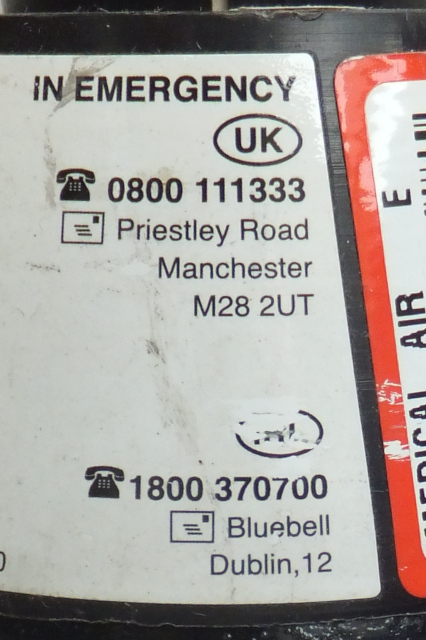 IN EMERGENCY
UK
0800 111333
Priestley Road
Manchester
M28 2UT
1800 370700
Bluebell
Dublin,12
MEDICAL AIR
E